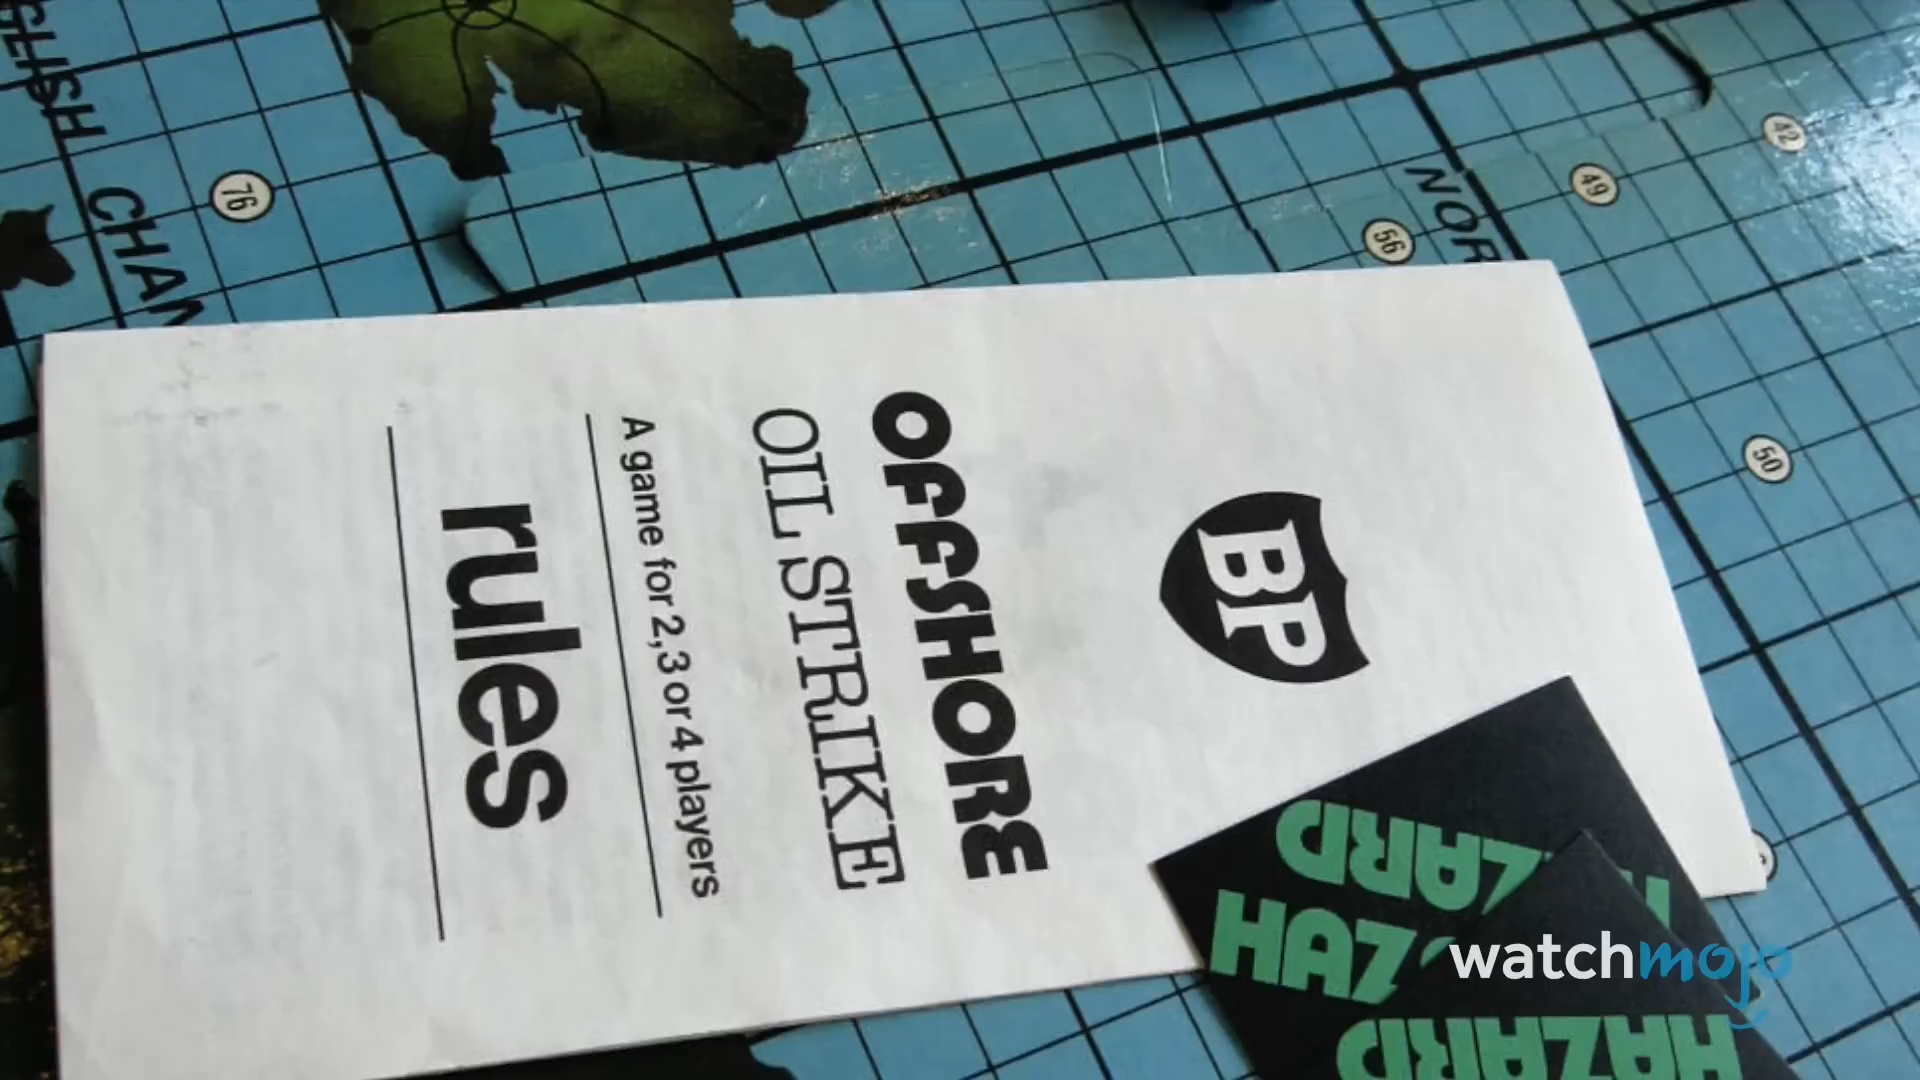 BP
OFFSHORE
OIL STRIKE
A game for 2,3 or 4 players
rules
GLISH CHAN
NOR
76
42
49
56
50
HAZARD
HAZARD
watchmojo